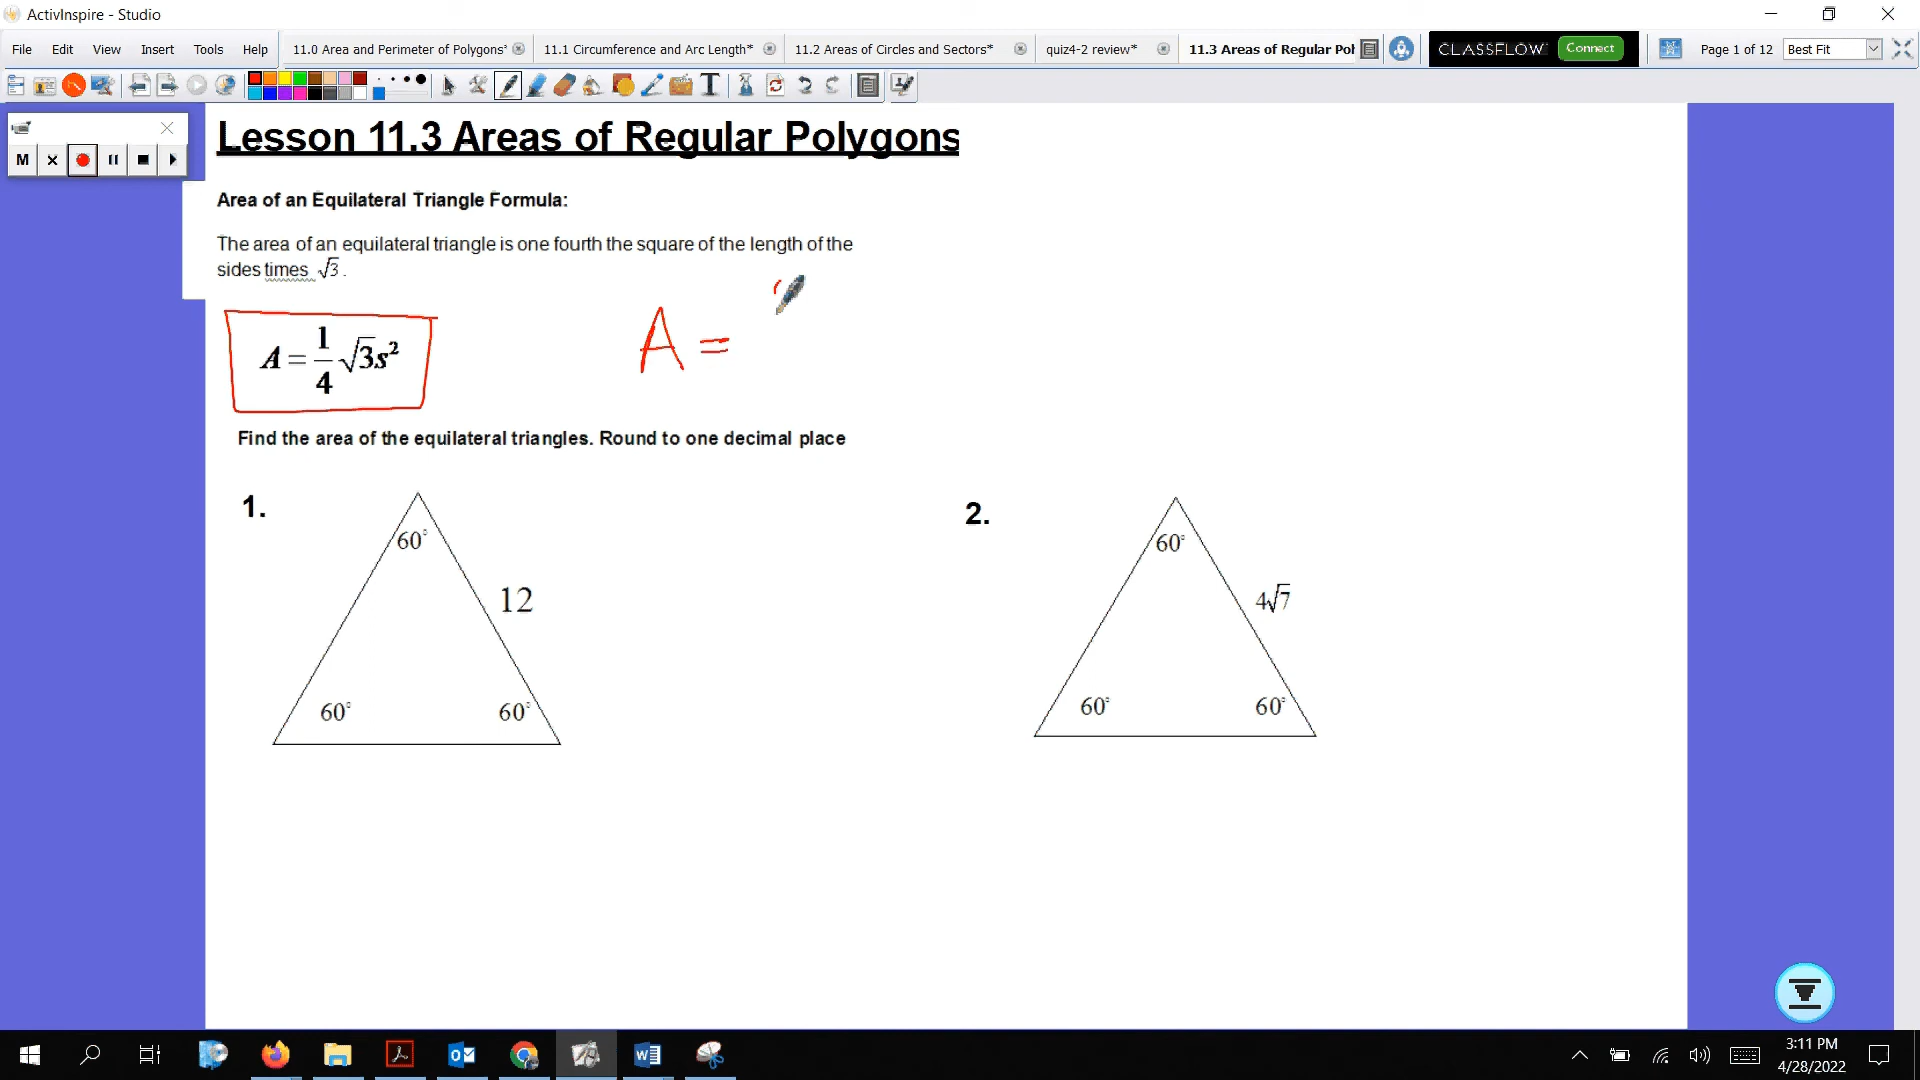 ActivInspire - Studio
File Edit View Insert Tools Help 11.0 Area and Perimeter of Polygons* 11.1 Circumference and Arc Length* 11.2 Areas of Circles and Sectors* quiz4-2 review* 11.3 Areas of Regular Pol CLASSFLOW Connect Page 1 of 12 Best Fit
M
Lesson 11.3 Areas of Regular Polygons
Area of an Equilateral Triangle Formula:
The area of an equilateral triangle is one fourth the square of the length of the
sides times √3.
A = 1/4 √3s²
A =
Find the area of the equilateral triangles. Round to one decimal place
1.
60°
12
60° 60°
2.
60°
4√7
60° 60°
3:11 PM
4/28/2022